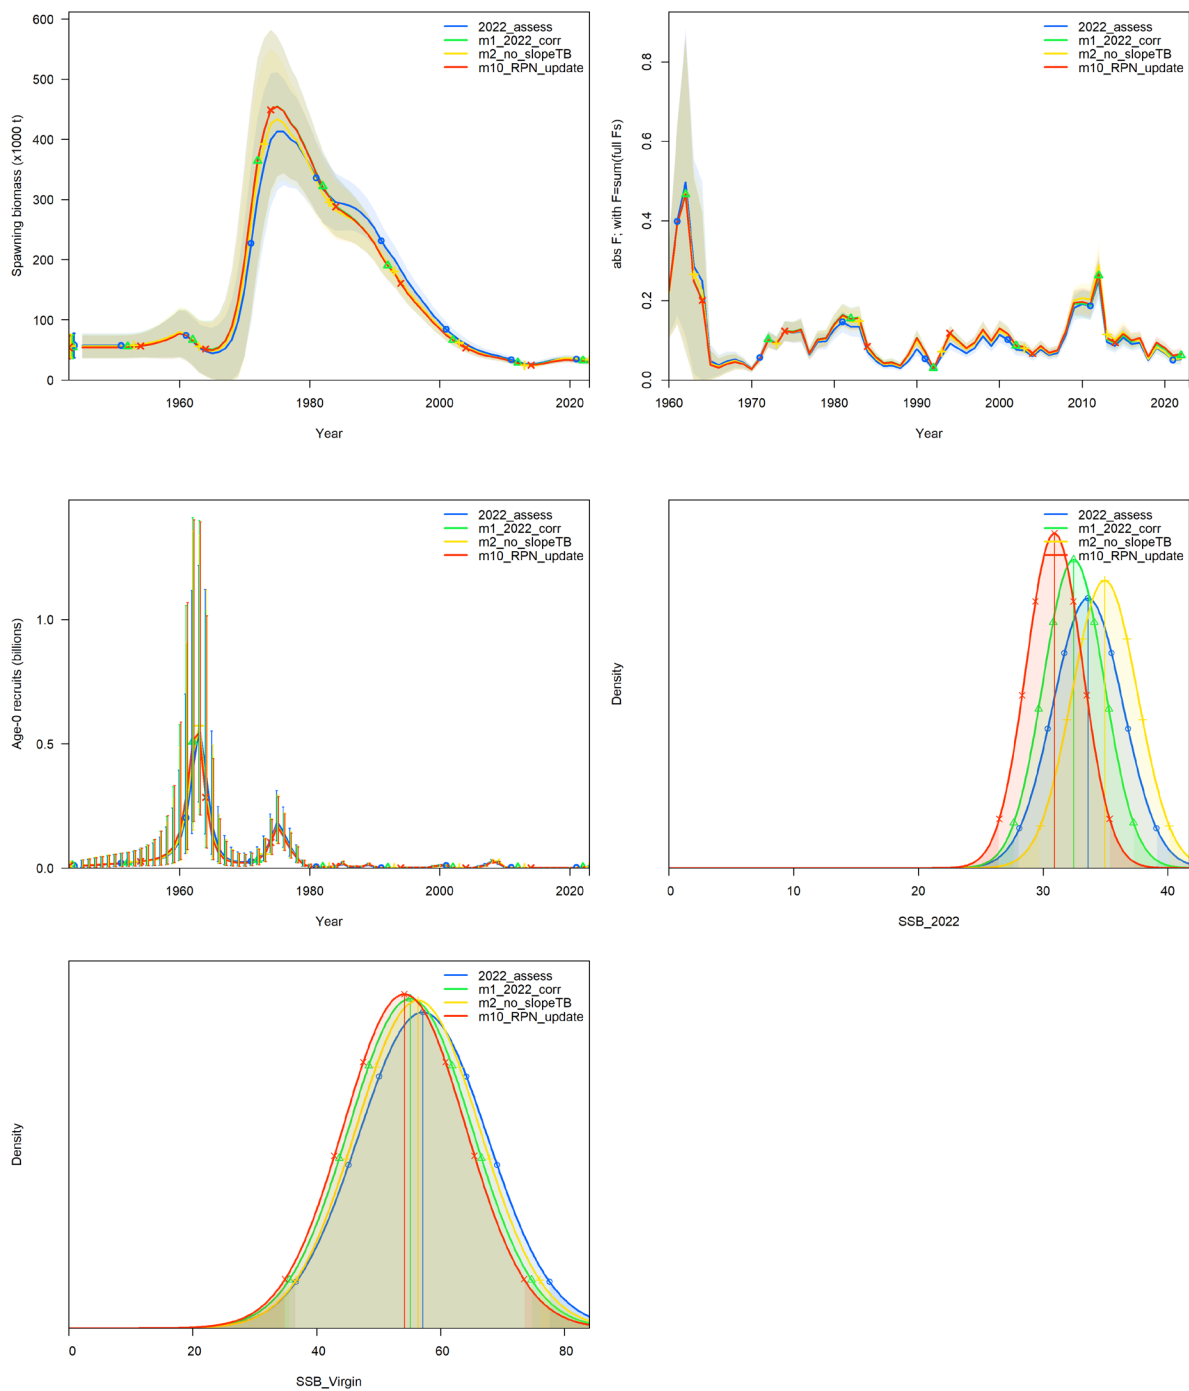 600
500
400
300
200
100
0
Spawning biomass (x1000 t)
1960
1980
2000
2020
Year
2022_assess
m1_2022_corr
m2_no_slopeTB
m10_RPN_update
0.8
0.6
0.4
0.2
0.0
abs F; with F=sum(full Fs)
1960
1970
1980
1990
2000
2010
2020
Year
2022_assess
m1_2022_corr
m2_no_slopeTB
m10_RPN_update
1.0
0.5
0.0
Age-0 recruits (billions)
1960
1980
2000
2020
Year
2022_assess
m1_2022_corr
m2_no_slopeTB
m10_RPN_update
Density
0
10
20
30
40
SSB_2022
2022_assess
m1_2022_corr
m2_no_slopeTB
m10_RPN_update
Density
0
20
40
60
80
SSB_Virgin
2022_assess
m1_2022_corr
m2_no_slopeTB
m10_RPN_update